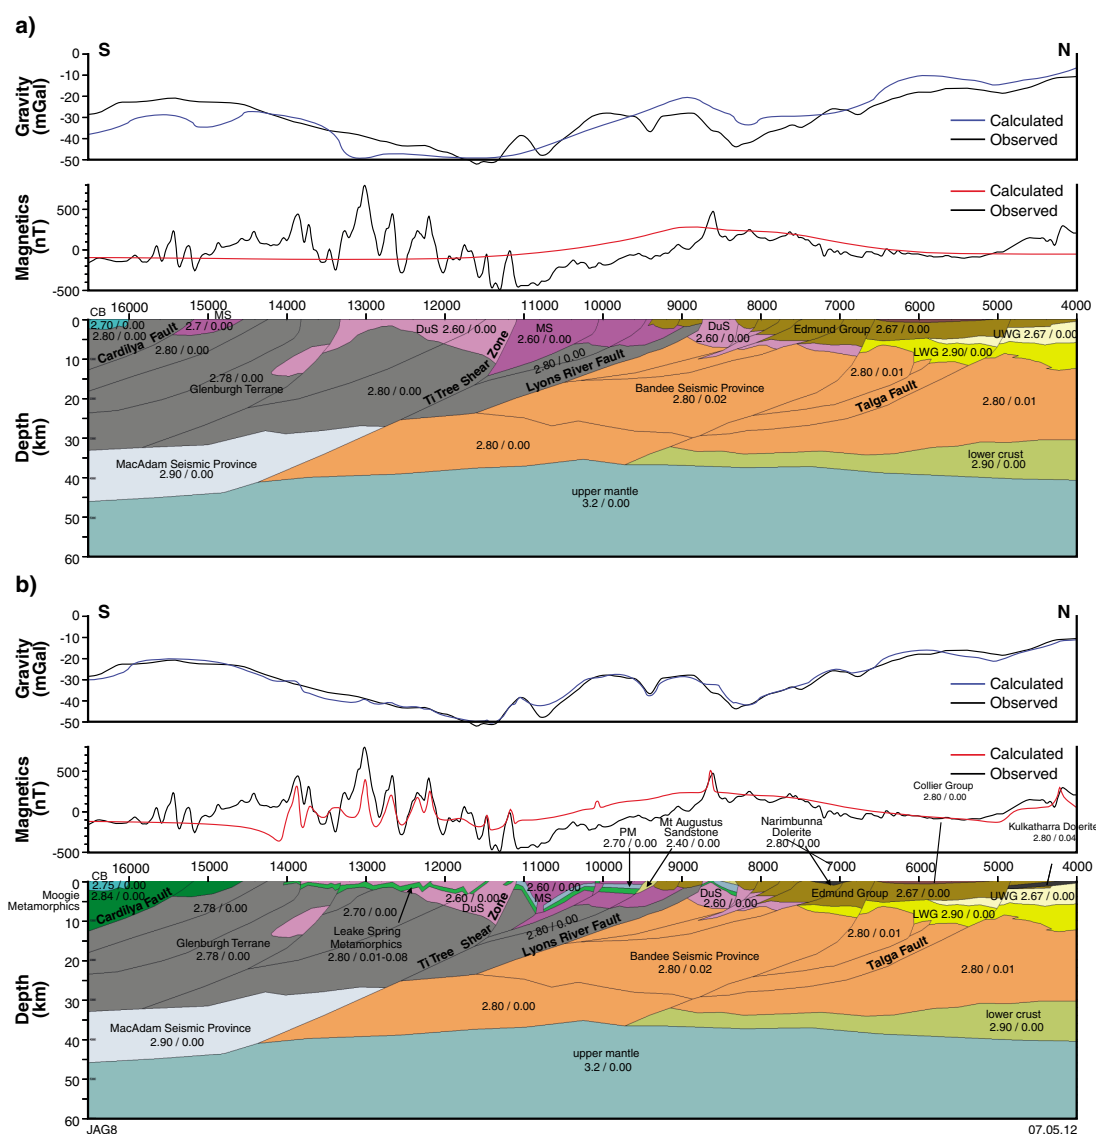 a)
S
N
Gravity
(mGal)
0
-10
-20
-30
-40
-50
Calculated
Observed
Magnetics
(nT)
500
0
-500
Calculated
Observed
CB
16000
15000
14000
13000
12000
11000
10000
9000
8000
7000
6000
5000
4000
Depth
(km)
0
10
20
30
40
50
60
2.70 / 0.00
2.80 / 0.00
Cardilya Fault
MS
2.7 / 0.00
2.80 / 0.00
2.78 / 0.00
Glenburgh Terrane
2.80 / 0.00
DuS 2.60 / 0.00
Ti Tree Shear Zone
MS
2.60 / 0.00
2.80 / 0.00
Lyons River Fault
DuS
2.60 / 0.00
Edmund Group 2.67 / 0.00
UWG 2.67 / 0.00
LWG 2.90/ 0.00
2.80 / 0.01
Talga Fault
2.80 / 0.01
Bandee Seismic Province
2.80 / 0.02
2.80 / 0.00
MacAdam Seismic Province
2.90 / 0.00
lower crust
2.90 / 0.00
upper mantle
3.2 / 0.00
b)
S
N
Gravity
(mGal)
0
-10
-20
-30
-40
-50
Calculated
Observed
Magnetics
(nT)
500
0
-500
Calculated
Observed
Collier Group
2.80 / 0.00
Kulkatharra Dolerite
2.80 / 0.04
PM
2.70 / 0.00
Mt Augustus
Sandstone
2.40 / 0.00
Narimbunna
Dolerite
2.80 / 0.00
CB
16000
15000
14000
13000
12000
11000
10000
9000
8000
7000
6000
5000
4000
Moogie
Metamorphics
Depth
(km)
0
10
20
30
40
50
60
2.75 / 0.00
2.84 / 0.00
Cardilya Fault
2.78 / 0.00
Glenburgh Terrane
2.78 / 0.00
2.70 / 0.00
Leake Spring
Metamorphics
2.80 / 0.01-0.08
2.60 / 0.00
DuS
Ti Tree Shear Zone
2.60 / 0.00
MS
2.80 / 0.00
Lyons River Fault
DuS
2.60 / 0.00
Edmund Group 2.67 / 0.00
UWG 2.67 / 0.00
LWG 2.90 / 0.00
2.80 / 0.01
Talga Fault
2.80 / 0.01
Bandee Seismic Province
2.80 / 0.02
2.80 / 0.00
MacAdam Seismic Province
2.90 / 0.00
lower crust
2.90 / 0.00
upper mantle
3.2 / 0.00
JAG8
07.05.12